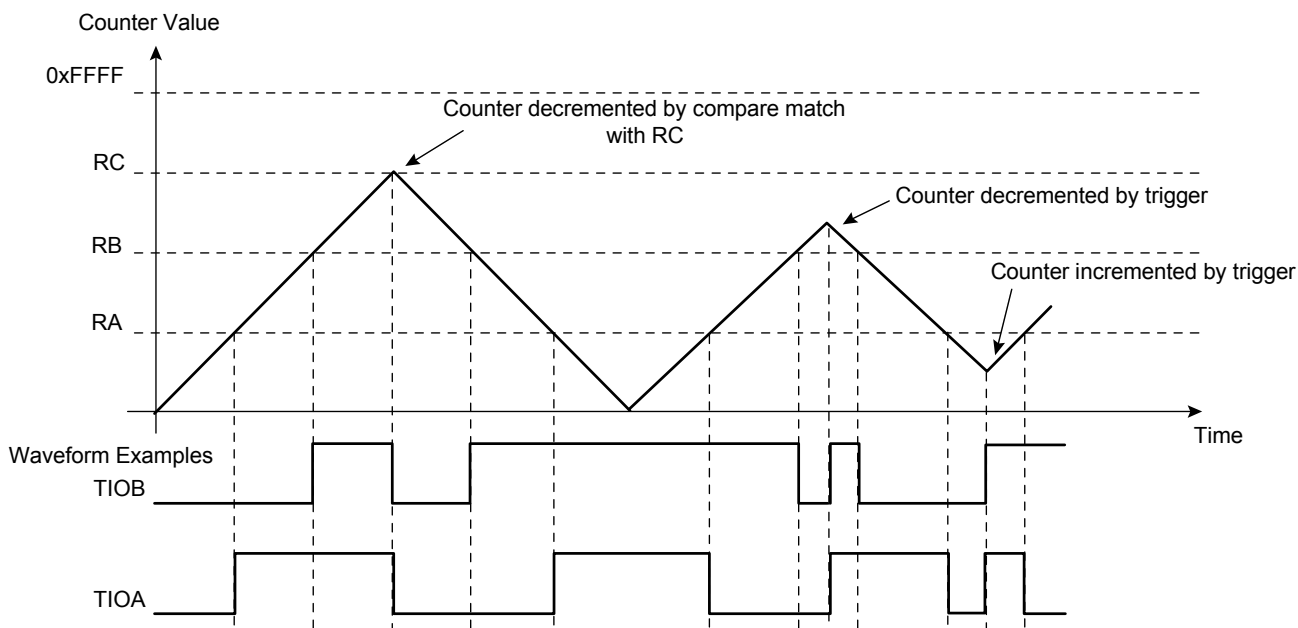 Counter Value
0xFFFF
Counter decremented by compare match
with RC
RC
Counter decremented by trigger
RB
Counter incremented by trigger
RA
Time
Waveform Examples
TIOB
TIOA